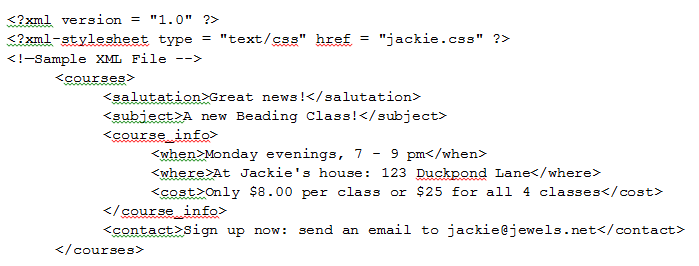 <?xml version = "1.0" ?>
<?xml-stylesheet type = "text/css" href = "jackie.css" ?>
<!—Sample XML File -->
<courses>
<salutation>Great news!</salutation>
<subject>A new Beading Class!</subject>
<course_info>
<when>Monday evenings, 7 – 9 pm</when>
<where>At Jackie's house: 123 Duckpond Lane</where>
<cost>Only $8.00 per class or $25 for all 4 classes</cost>
</course_info>
<contact>Sign up now: send an email to jackie@jewels.net</contact>
</courses>